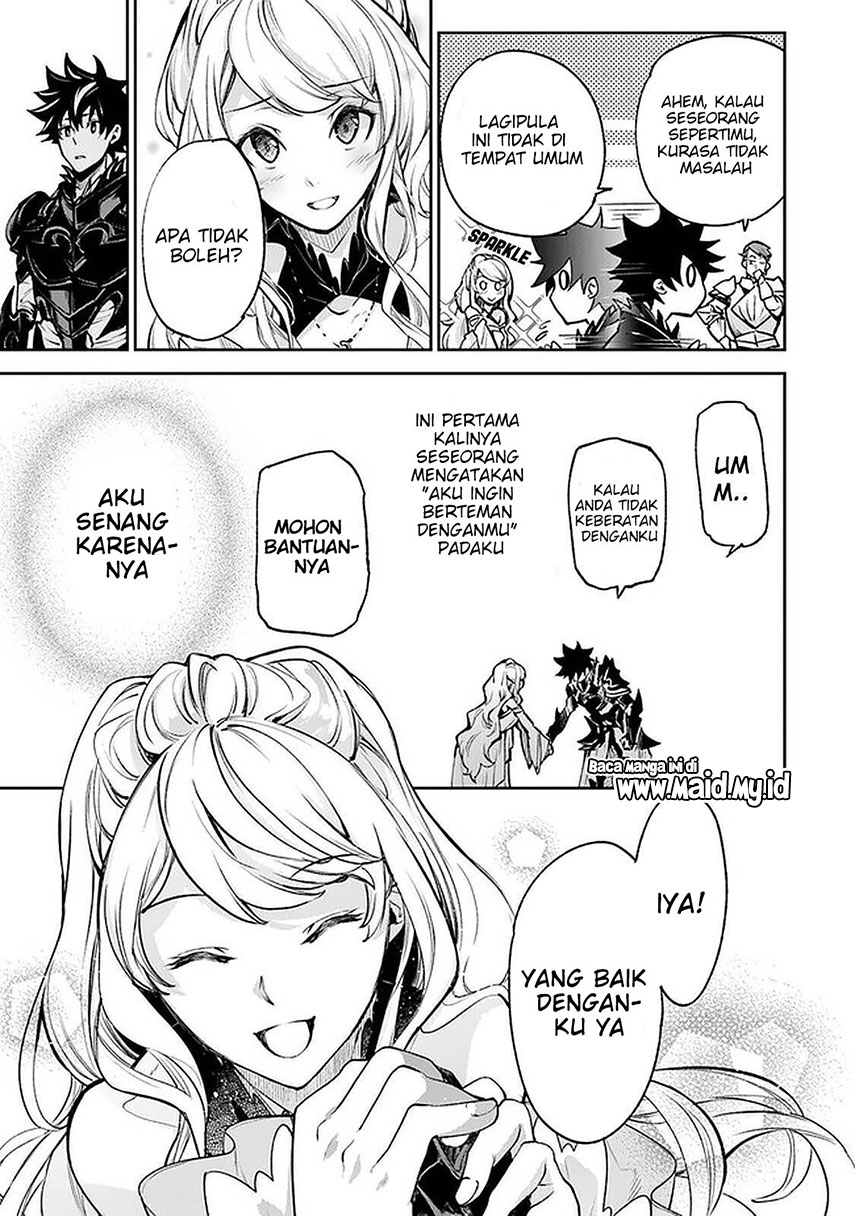 AHEM, KALAU
SESEORANG
SEPERTIMU,
KURASA TIDAK
MASALAH
LAGIPULA
INI TIDAK DI
TEMPAT UMUM
SPARKLE
APA TIDAK
BOLEH?
UM
M..
KALAU
ANDA TIDAK
KEBERATAN
DENGANKU
INI PERTAMA
KALINYA
SESEORANG
MENGATAKAN
"AKU INGIN
BERTEMAN
DENGANMU"
PADAKU
MOHON
BANTUAN-
NYA
AKU
SENANG
KARENA-
NYA
Baca Manga ini di
www.Maid.My.id
IYA!
YANG BAIK
DENGAN-
KU YA